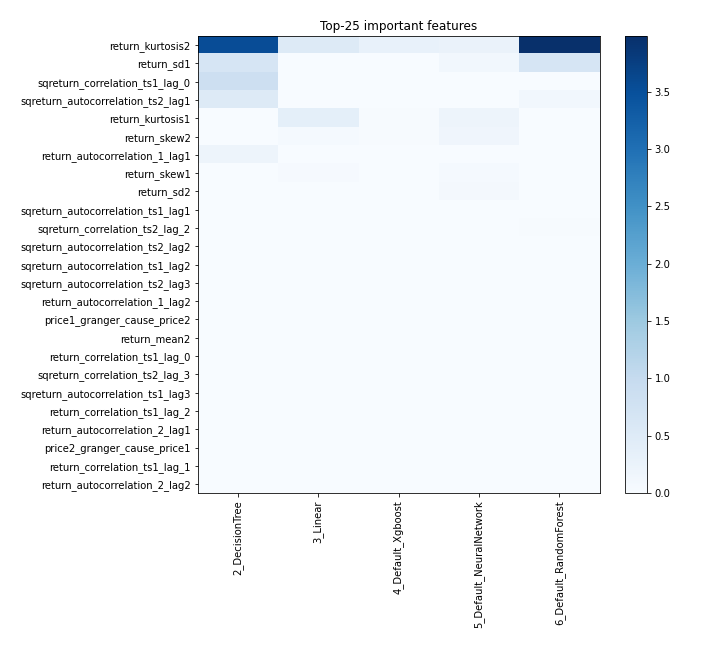 Top-25 important features
return_kurtosis2
return_sd1
sqreturn_correlation_ts1_lag_0
sqreturn_autocorrelation_ts2_lag1
return_kurtosis1
return_skew2
return_autocorrelation_1_lag1
return_skew1
return_sd2
sqreturn_autocorrelation_ts1_lag1
sqreturn_correlation_ts2_lag_2
sqreturn_autocorrelation_ts2_lag2
sqreturn_autocorrelation_ts1_lag2
sqreturn_autocorrelation_ts2_lag3
return_autocorrelation_1_lag2
price1_granger_cause_price2
return_mean2
return_correlation_ts1_lag_0
sqreturn_correlation_ts2_lag_3
sqreturn_autocorrelation_ts1_lag3
return_correlation_ts1_lag_2
return_autocorrelation_2_lag1
price2_granger_cause_price1
return_correlation_ts1_lag_1
return_autocorrelation_2_lag2
2_DecisionTree
3_Linear
4_Default_Xgboost
5_Default_NeuralNetwork
6_Default_RandomForest
3.5
3.0
2.5
2.0
1.5
1.0
0.5
0.0